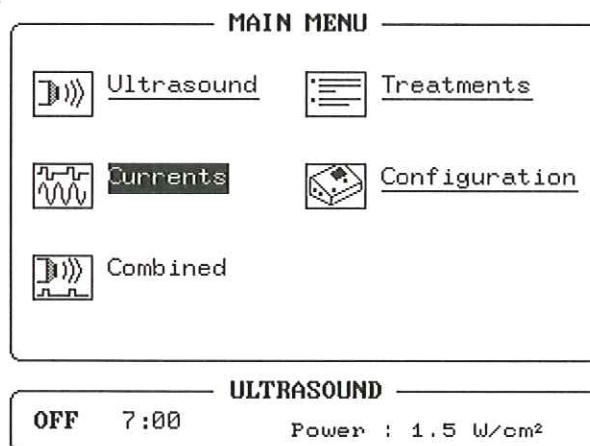 MAIN MENU
Ultrasound
Treatments
Currents
Configuration
Combined
ULTRASOUND
OFF 7:00 Power : 1.5 W/cm²